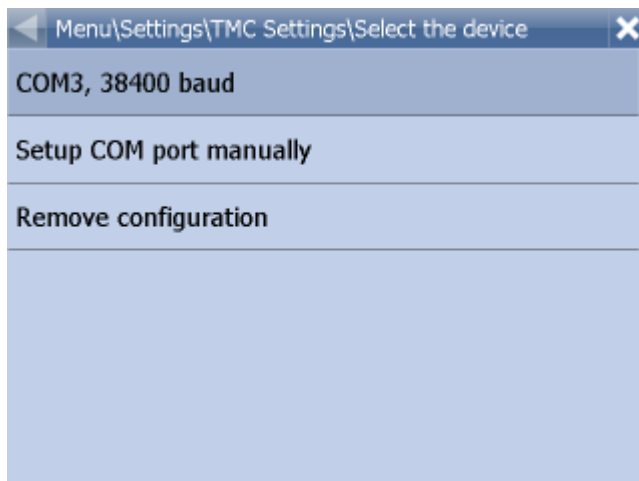 Menu\Settings\TMC Settings\Select the device
COM3, 38400 baud
Setup COM port manually
Remove configuration